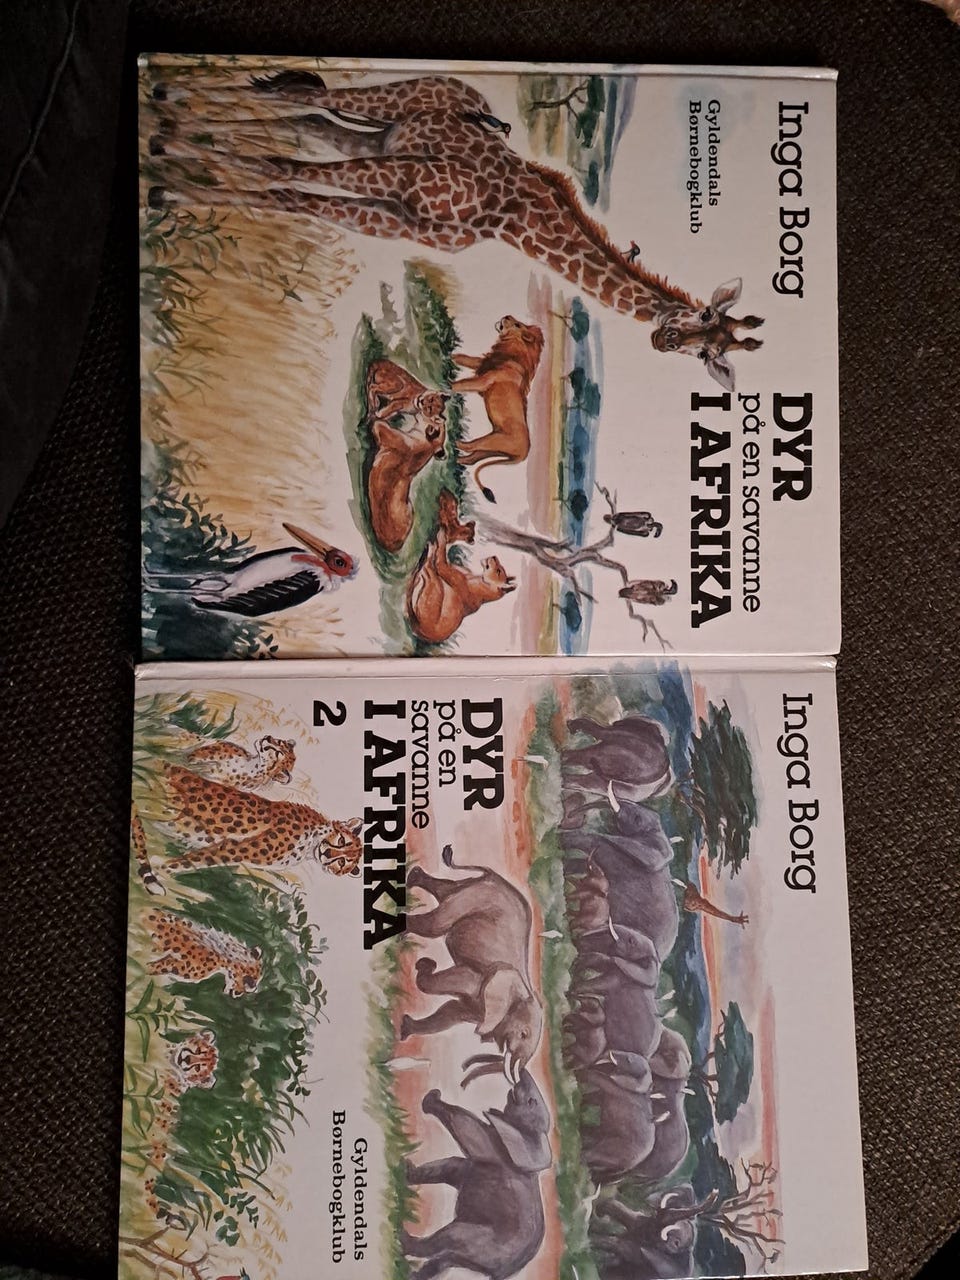 Inga Borg
DYR
på en savanne
I AFRIKA
Gyldendals
Børnebogklub
Inga Borg
DYR
på en
savanne
I AFRIKA
2
Gyldendals
Børnebogklub